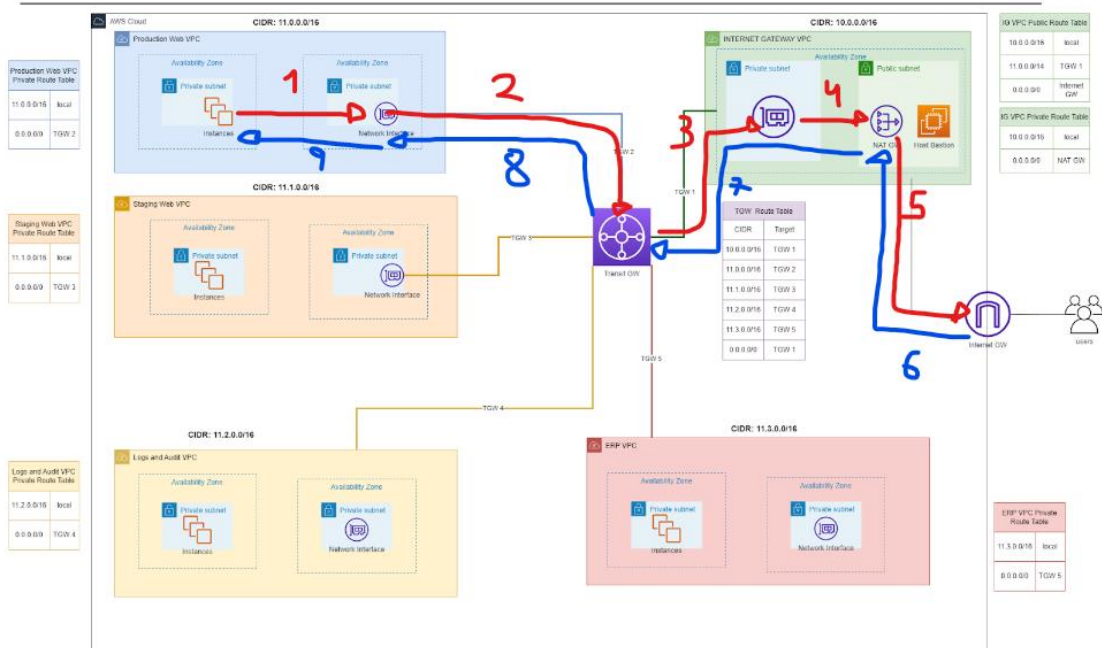 AWS Cloud
CIDR: 11.0.0.0/16
CIDR: 10.0.0.0/16
Production Web VPC
Availability Zone
Private subnet
Instances
Availability Zone
Private subnet
Network Interface
1
2
9
8
INTERNET GATEWAY VPC
Availability Zone
Private subnet
Public subnet
NAT GW
Host Bastion
3
4
5
7
6
TGW 2
TGW 1
Production Web VPC
Private Route Table
11.0.0.0/16 local
0.0.0.0/0 TGW 2
IG VPC Public Route Table
10.0.0.0/16 local
11.0.0.0/14 TGW 1
0.0.0.0/0 Internet GW
IG VPC Private Route Table
10.0.0.0/16 local
0.0.0.0/0 NAT GW
CIDR: 11.1.0.0/16
Staging Web VPC
Availability Zone
Private subnet
Instances
Availability Zone
Private subnet
Network Interface
TGW 3
Transit GW
Staging Web VPC
Private Route Table
11.1.0.0/16 local
0.0.0.0/0 TGW 3
TGW Route Table
CIDR Target
10.0.0.0/16 TGW 1
11.0.0.0/16 TGW 2
11.1.0.0/16 TGW 3
11.2.0.0/16 TGW 4
11.3.0.0/16 TGW 5
0.0.0.0/0 TGW 1
Internet GW
users
TGW 5
TGW 4
CIDR: 11.2.0.0/16
Logs and Audit VPC
Availability Zone
Private subnet
Instances
Availability Zone
Private subnet
Network Interface
Logs and Audit VPC
Private Route Table
11.2.0.0/16 local
0.0.0.0/0 TGW 4
CIDR: 11.3.0.0/16
ERP VPC
Availability Zone
Private subnet
Instances
Availability Zone
Private subnet
Network Interface
ERP VPC Private
Route Table
11.3.0.0/16 local
0.0.0.0/0 TGW 5